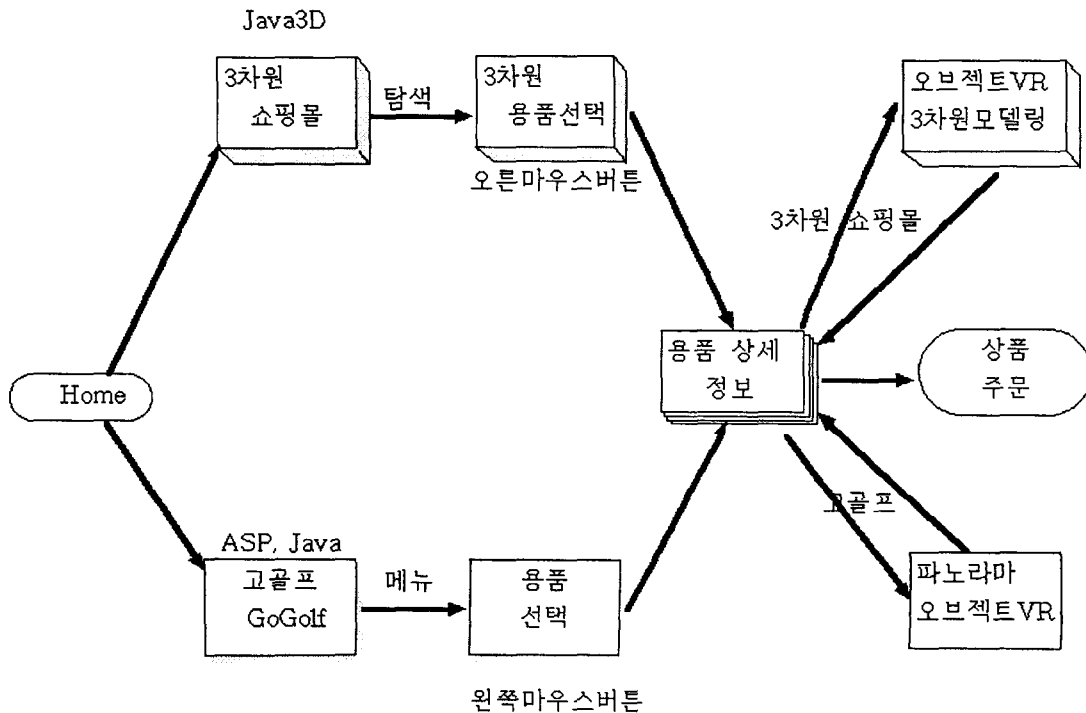 Java3D
3차원
쇼핑몰
탐색
3차원
용품선택
오른마우스버튼
오브젝트VR
3차원모델링
3차원 쇼핑몰
용품 상세
정보
상품
주문
Home
고골프
ASP, Java
고골프
GoGolf
메뉴
용품
선택
파노라마
오브젝트VR
왼쪽마우스버튼